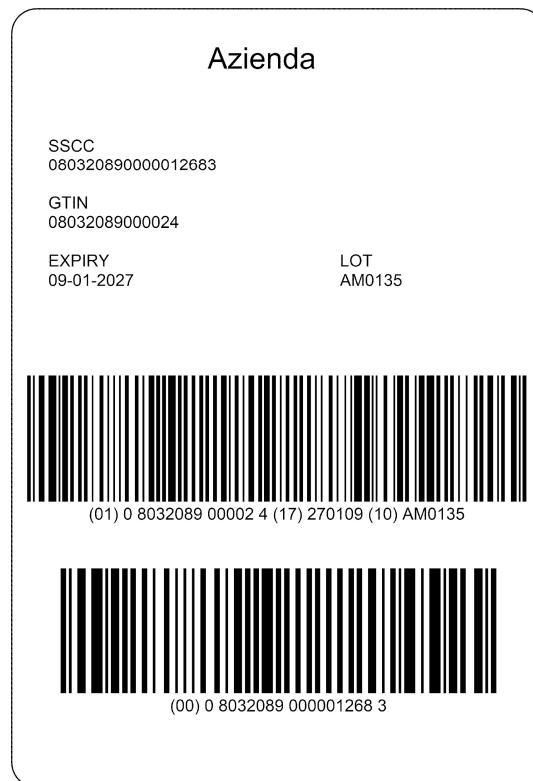 Azienda
SSCC
080320890000012683
GTIN
08032089000024
EXPIRY
09-01-2027
LOT
AM0135
(01) 0 8032089 00002 4 (17) 270109 (10) AM0135
(00) 0 8032089 000001268 3